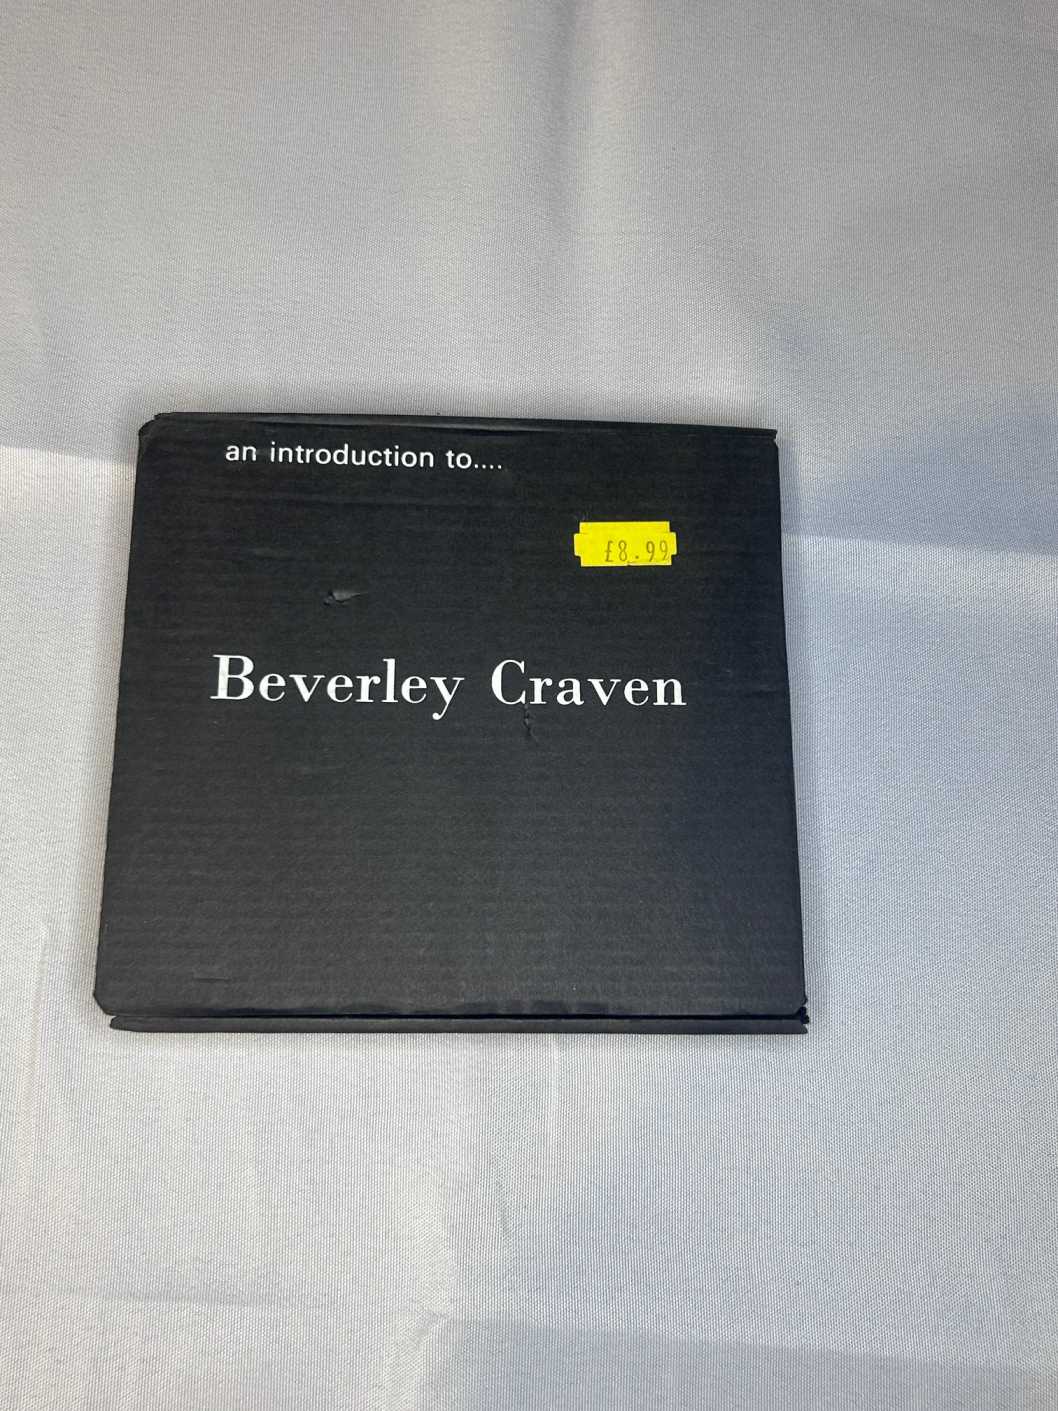 an introduction to....
£8.99
Beverley Craven